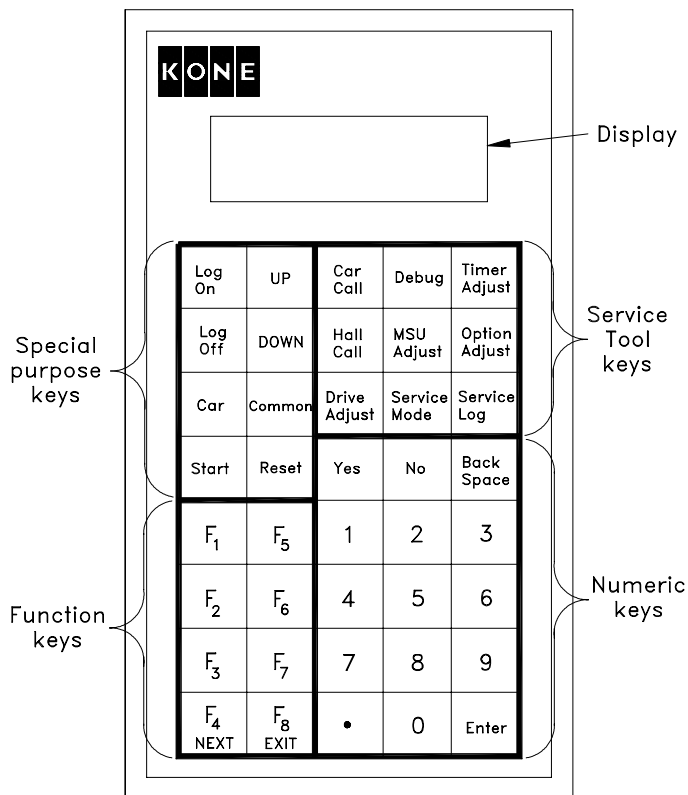 KONE
Display
Log
On
UP
Car
Call
Debug
Timer
Adjust
Log
Off
DOWN
Hall
Call
MSU
Adjust
Option
Adjust
Car
Common
Drive
Adjust
Service
Mode
Service
Log
Start
Reset
Yes
No
Back
Space
F1
F5
1
2
3
F2
F6
4
5
6
F3
F7
7
8
9
F4
NEXT
F8
EXIT
•
0
Enter
Special
purpose
keys
Service
Tool
keys
Function
keys
Numeric
keys